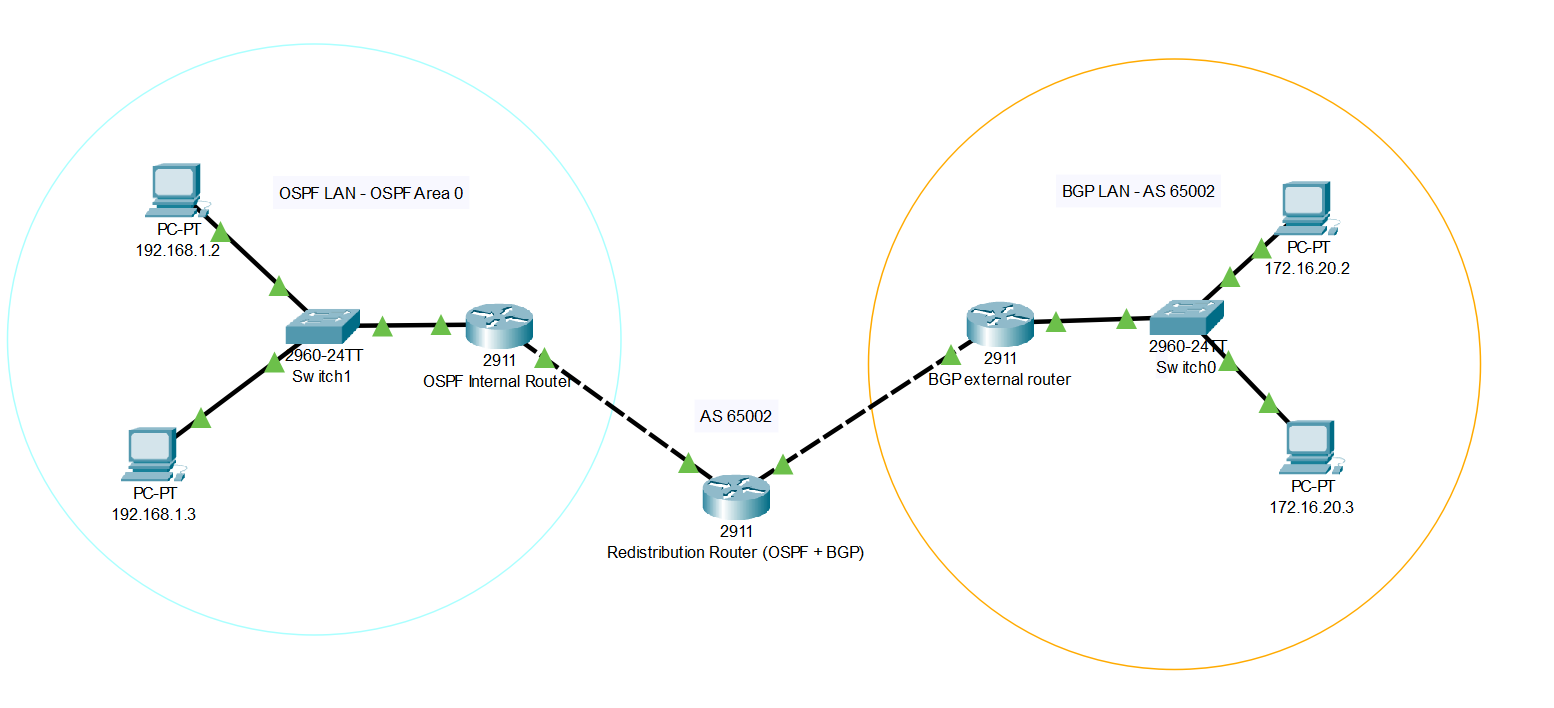 OSPF LAN - OSPF Area 0
PC-PT
192.168.1.2
2960-24TT
Switch1
PC-PT
192.168.1.3
2911
OSPF Internal Router
AS 65002
2911
Redistribution Router (OSPF + BGP)
BGP LAN - AS 65002
2911
BGP external router
2960-24TT
Switch0
PC-PT
172.16.20.2
PC-PT
172.16.20.3